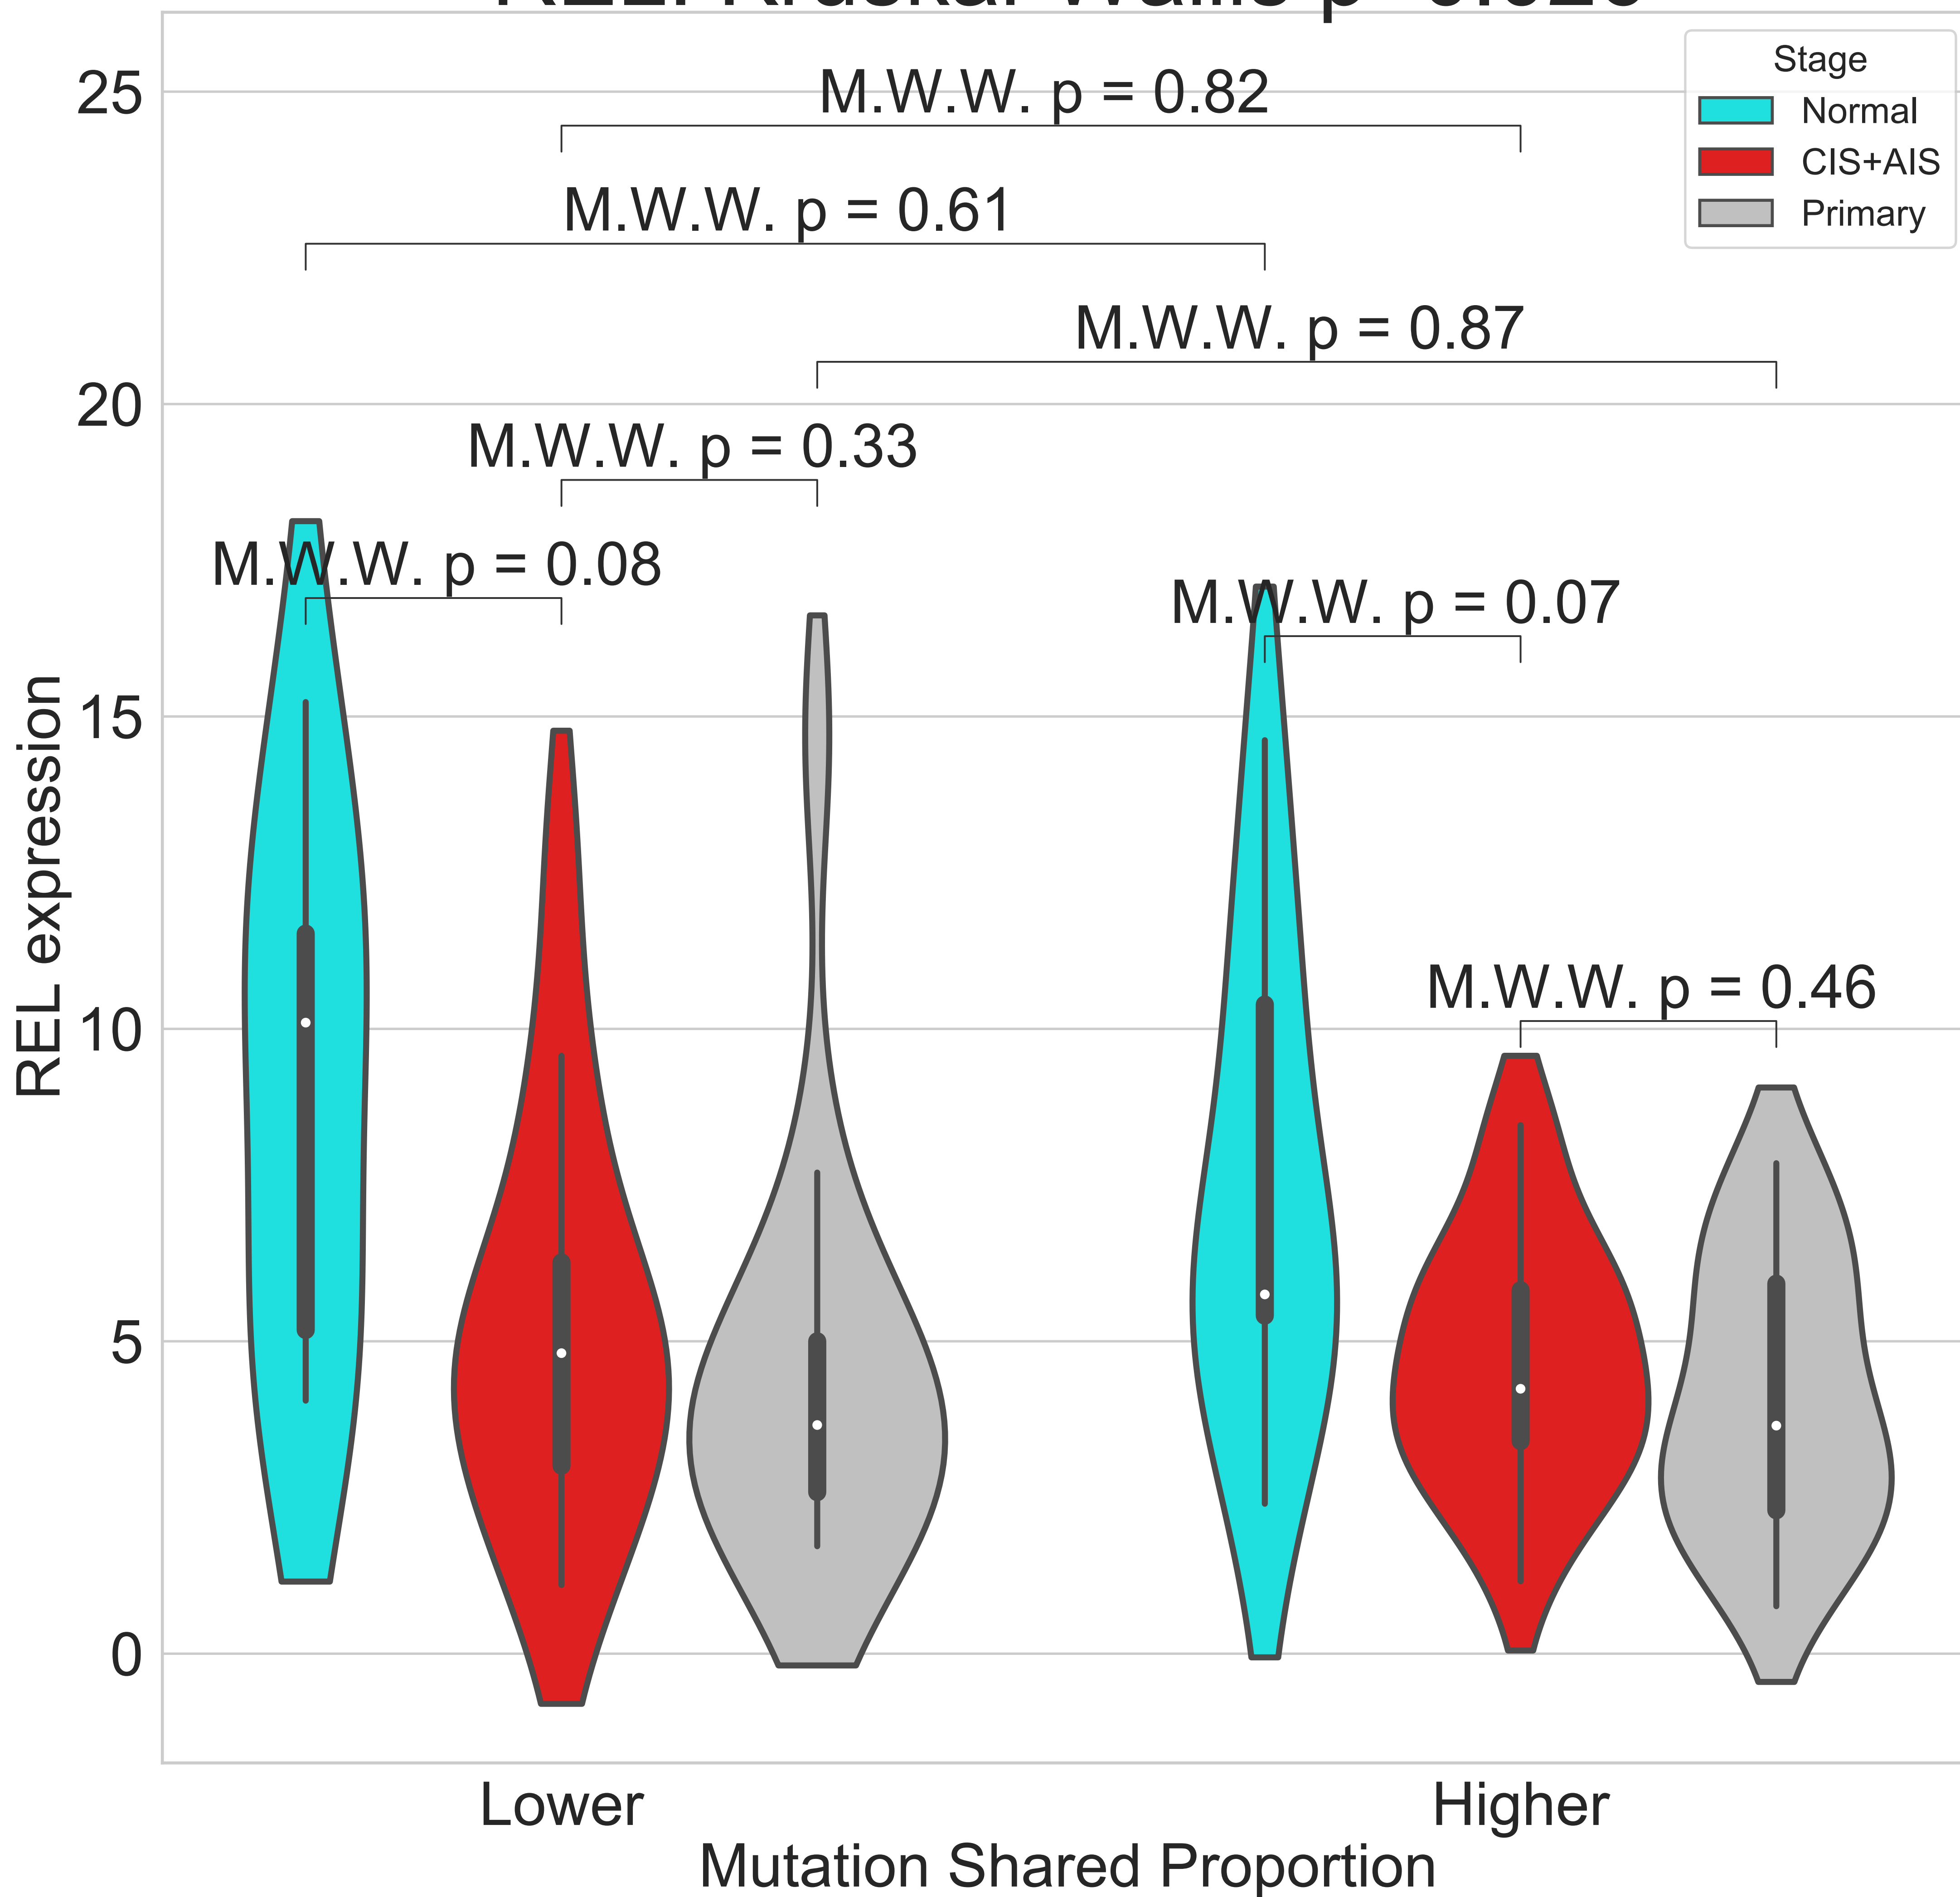 Stage
Normal
CIS+AIS
Primary
M.W.W. p = 0.82
M.W.W. p = 0.61
M.W.W. p = 0.87
M.W.W. p = 0.33
M.W.W. p = 0.08
M.W.W. p = 0.07
M.W.W. p = 0.46
25
20
15
10
5
0
REL expression
Lower
Higher
Mutation Shared Proportion